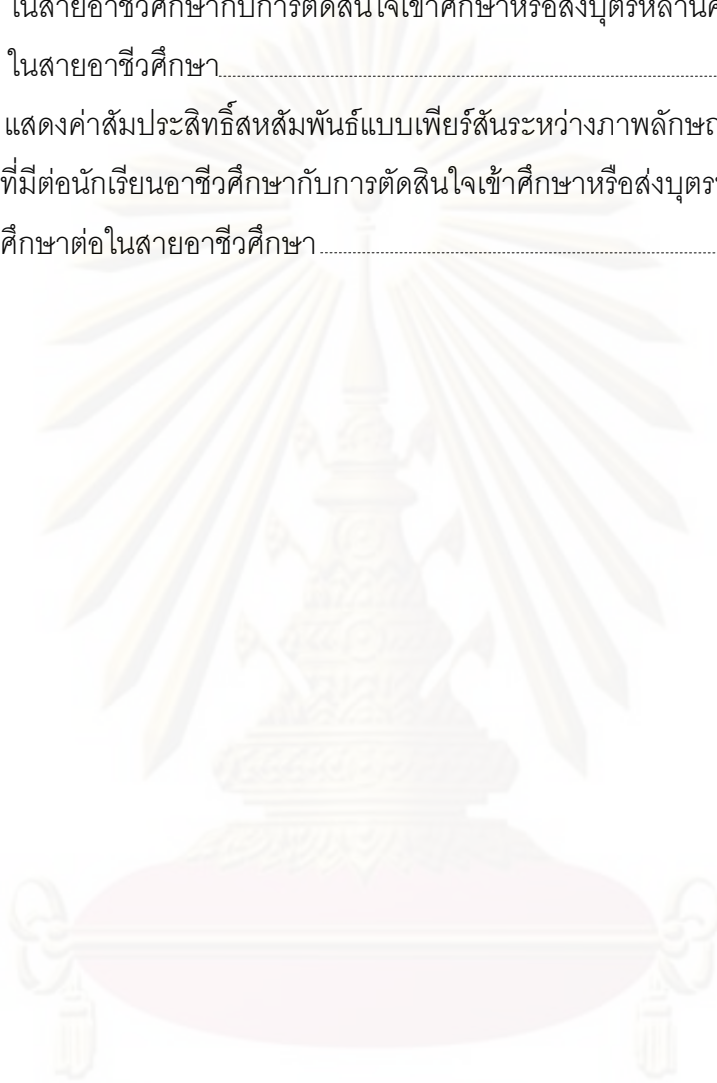 ในสายอาชีวศึกษากับการตัดสินใจเข้าศึกษาหรือส่งบุตรหลาน
ในสายอาชีวศึกษา
แสดงค่าสัมประสิทธิ์สหสัมพันธ์แบบเพียร์สันระหว่างภาพลักษณ
ที่มีต่อนักเรียนอาชีวศึกษากับการตัดสินใจเข้าศึกษาหรือส่งบุตร
ศึกษาต่อในสายอาชีวศึกษา